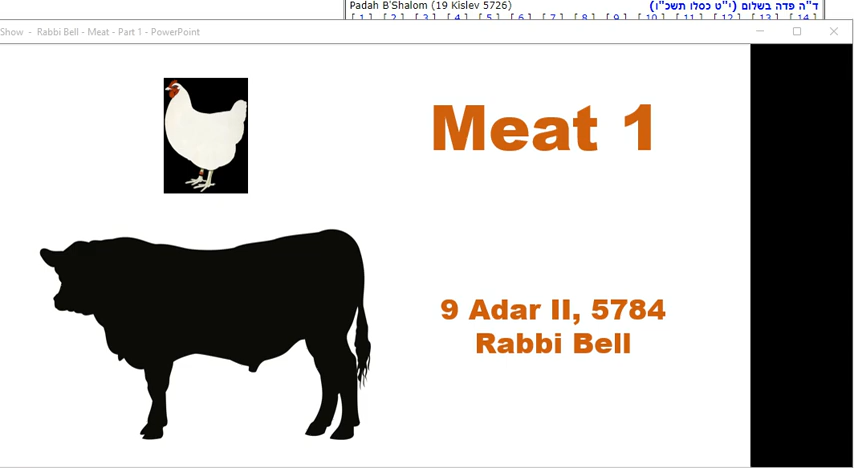 Padah B'Shalom (19 Kislev 5726)
ד"ה פדה בשלום (י"ט כסלו תשכ"ו)
[ 1 ] [ 2 ] [ 3 ] [ 4 ] [ 5 ] [ 6 ] [ 7 ] [ 8 ] [ 9 ] [ 10 ] [ 11 ] [ 12 ] [ 13 ] [ 14 ]
Show - Rabbi Bell - Meat - Part 1 - PowerPoint
Meat 1
9 Adar II, 5784
Rabbi Bell